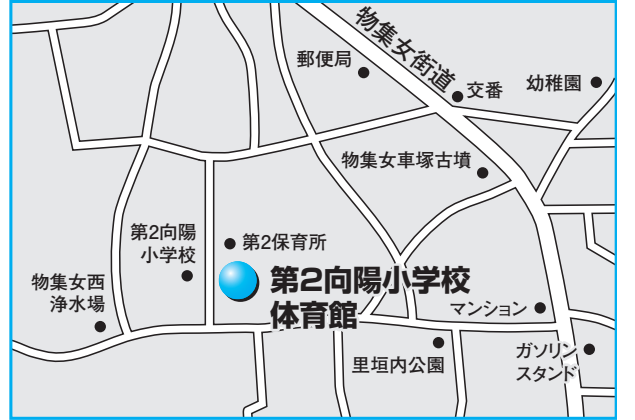 物集女街道
郵便局
交番
幼稚園
物集女車塚古墳
第2向陽
小学校
第2保育所
物集女西
浄水場
第2向陽小学校
体育館
マンション
里垣内公園
ガソリン
スタンド